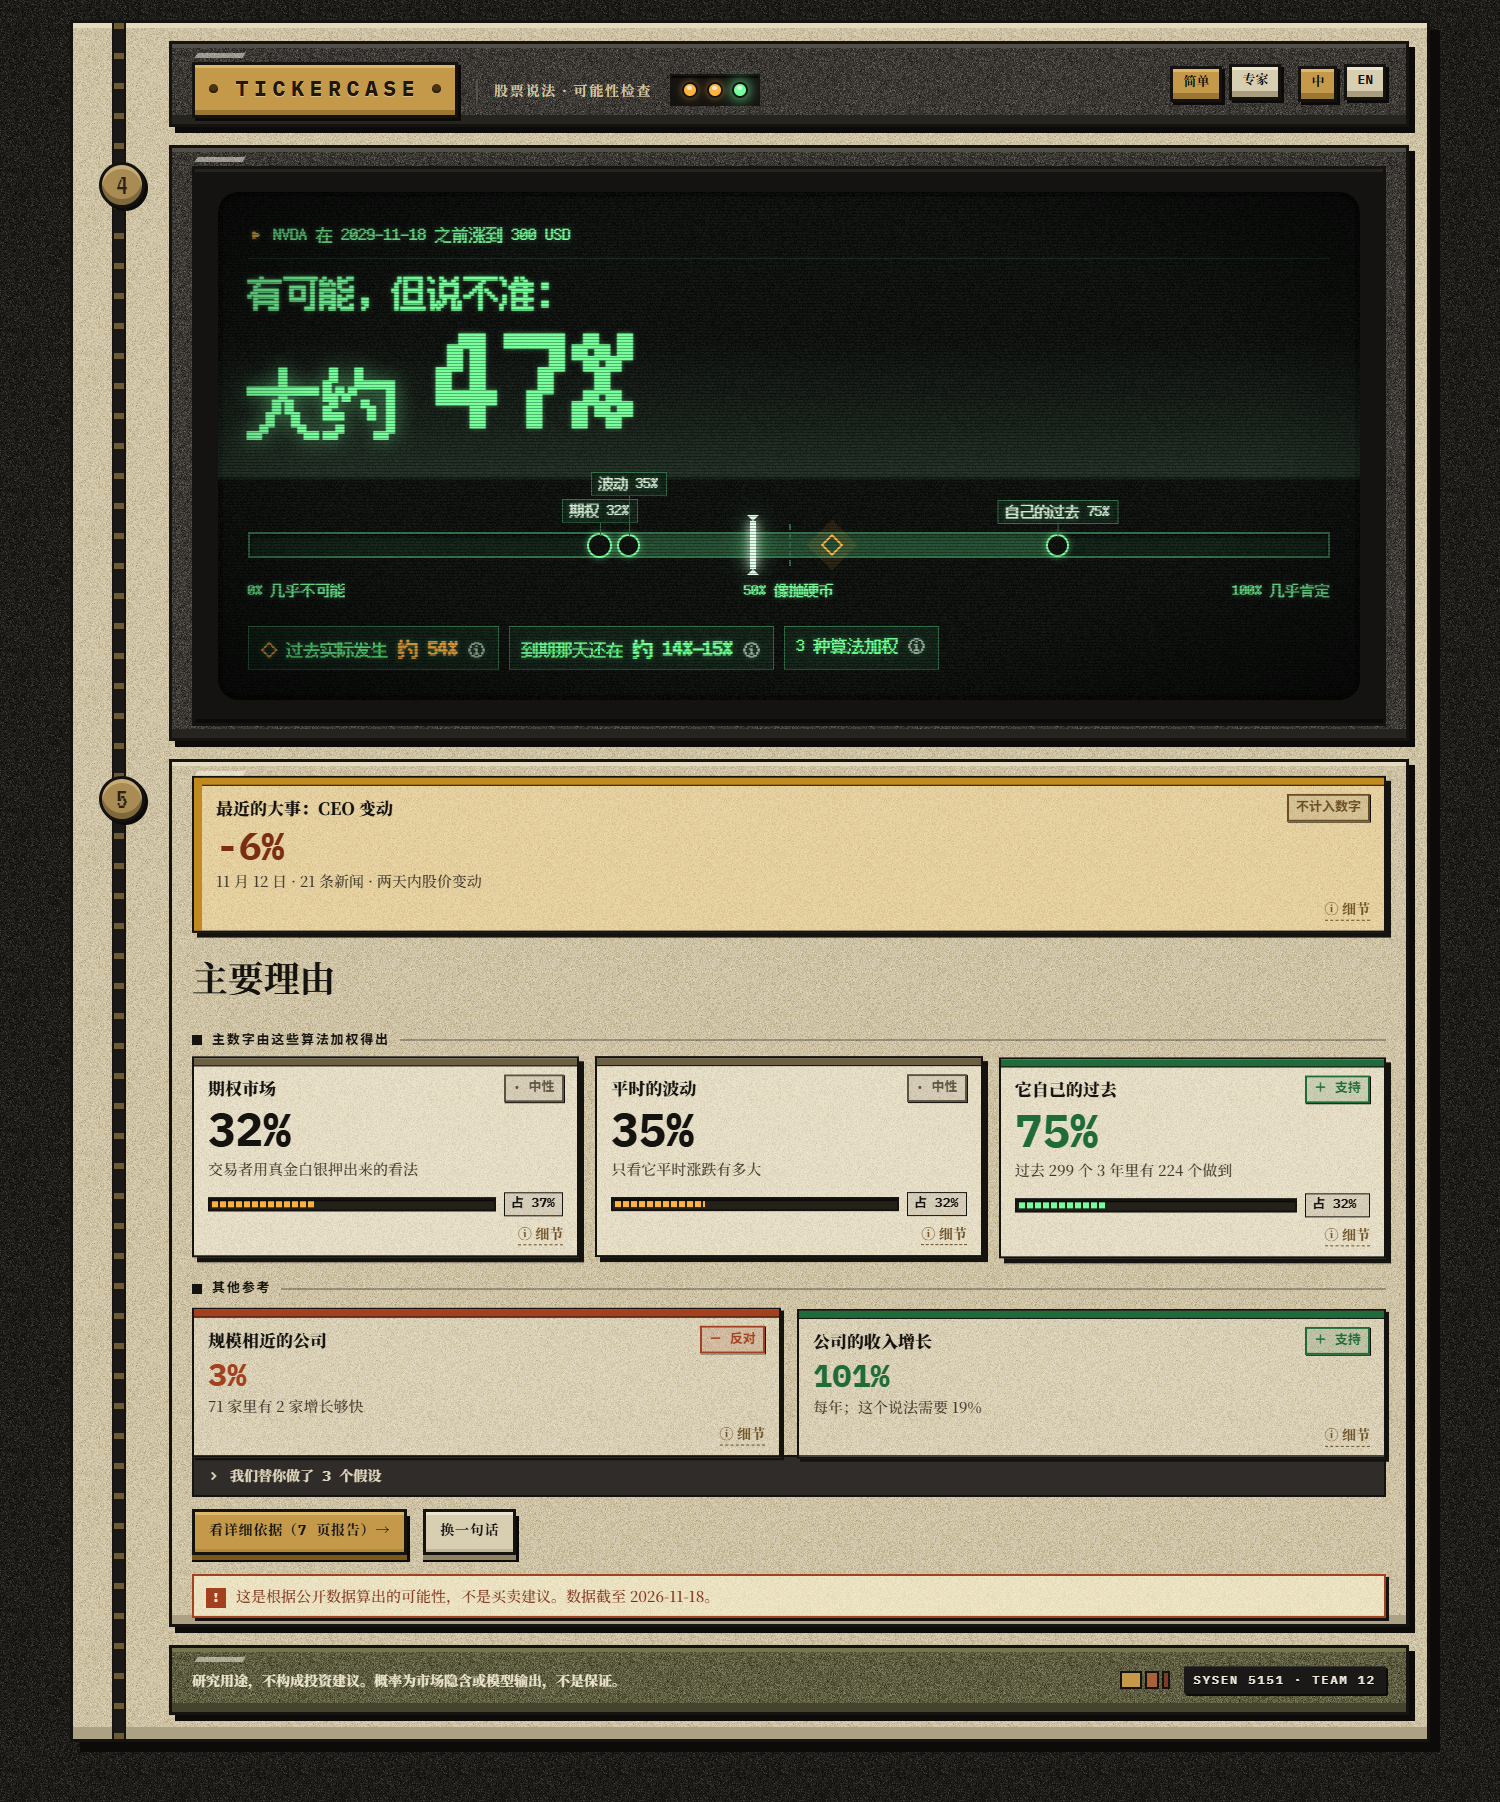 TICKERCASE
股票说法 · 可能性检查
简单 专家 中 EN
4
▸ NVDA 在 2029-11-18 之前涨到 300 USD
有可能，但说不准：
大约 47%
波动 35%
期权 32%
自己的过去 75%
0% 几乎不可能
50% 像抛硬币
100% 几乎肯定
◇ 过去实际发生 约 54% ⓘ
到期那天还在 约 14%–15% ⓘ
3 种算法加权 ⓘ
5
最近的大事：CEO 变动
不计入数字
-6%
11 月 12 日 · 21 条新闻 · 两天内股价变动
ⓘ 细节
主要理由
主数字由这些算法加权得出
期权市场
· 中性
32%
交易者用真金白银押出来的看法
占 37%
ⓘ 细节
平时的波动
· 中性
35%
只看它平时涨跌有多大
占 32%
ⓘ 细节
它自己的过去
＋ 支持
75%
过去 299 个 3 年里有 224 个做到
占 32%
ⓘ 细节
其他参考
规模相近的公司
－ 反对
3%
71 家里有 2 家增长够快
ⓘ 细节
公司的收入增长
＋ 支持
101%
每年；这个说法需要 19%
ⓘ 细节
› 我们替你做了 3 个假设
看详细依据（7 页报告）→
换一句话
! 这是根据公开数据算出的可能性，不是买卖建议。数据截至 2026-11-18。
研究用途，不构成投资建议。概率为市场隐含或模型输出，不是保证。
SYSEN 5151 · TEAM 12